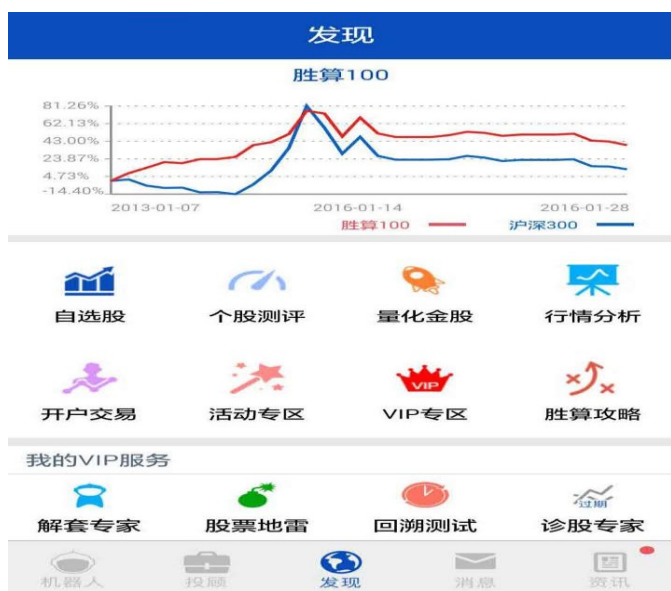 发现
胜算100
81.26%
62.13%
43.00%
23.87%
4.73%
-14.40%
2013-01-07 2016-01-14 2016-01-28
胜算100 沪深300
自选股 个股测评 量化金股 行情分析
VIP
开户交易 活动专区 VIP专区 胜算攻略
我的VIP服务
过期
解套专家 股票地雷 回溯测试 诊股专家
机器人 投顾 发现 消息 资讯